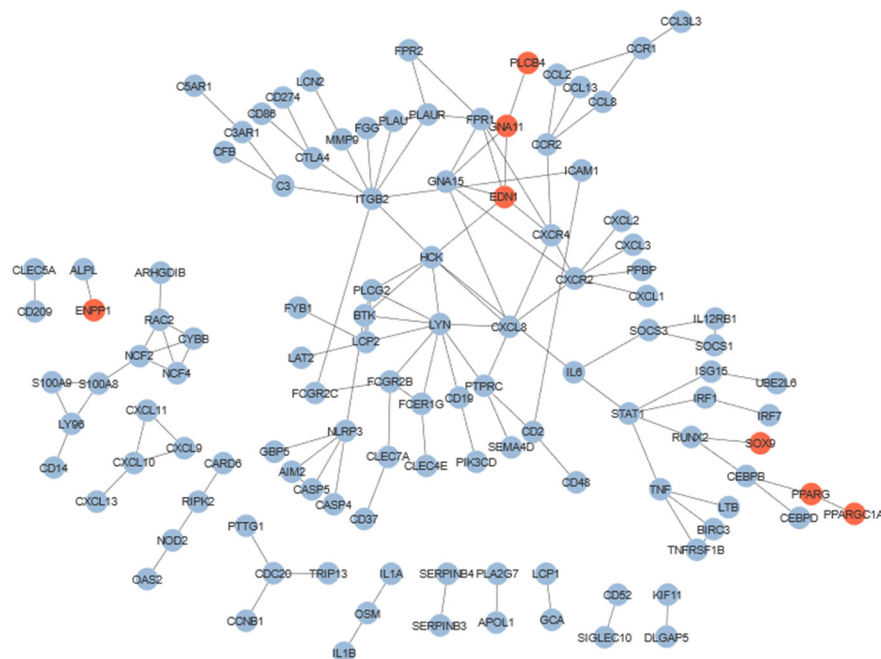 CCL3L3
FPR2
CCR1
PLCB4
CCL2
C5AR1
LCN2
CD274
CCL13
CCL8
CD86
FGG
PLAU
PLAUR
FPR1
GNA11
C3AR1
MMP9
CCR2
CFB
CTLA4
C3
ITGB2
GNA15
ICAM1
EDN1
CXCL2
CXCR4
CXCL3
HCK
CLEC5A
ALPL
ARHGDIB
PLCG2
CXCR2
PPBP
CXCL1
CD209
ENPP1
FYB1
BTK
RAC2
LYN
CXCL8
IL12RB1
SOCS3
CYBB
LCP2
SOCS1
NCF2
LAT2
NCF4
S100A9
S100A8
FCGR2C
FCGR2B
PTPRC
IL6
ISG15
UBE2L6
FCER1G
CD19
IRF1
LY96
CXCL11
STAT1
IRF7
NLRP3
CD2
RUNX2
SOX9
CXCL9
GBP5
SEMA4D
CD14
CXCL10
CARD6
CLEC7A
PIK3CD
AIM2
CLEC4E
CEBPB
CXCL13
RIPK2
CASP5
CD48
TNF
PPARG
CASP4
LTB
PPARGC1A
CD37
CEBPD
PTTG1
BIRC3
NOD2
TNFRSF1B
OAS2
CDC20
TRIP13
IL1A
SERPINB4
PLA2G7
LCP1
CD52
KIF11
CCNB1
OSM
SERPINB3
APOL1
GCA
SIGLEC10
DLGAP5
IL1B